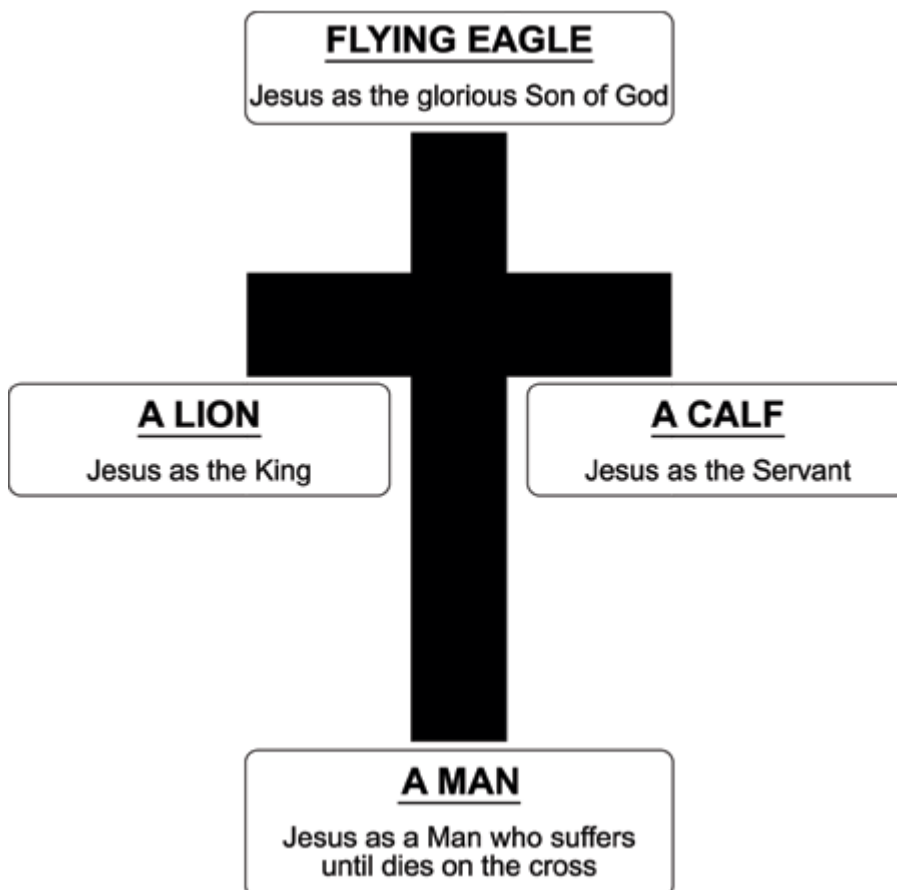 FLYING EAGLE
Jesus as the glorious Son of God
A LION
Jesus as the King
A CALF
Jesus as the Servant
A MAN
Jesus as a Man who suffers
until dies on the cross